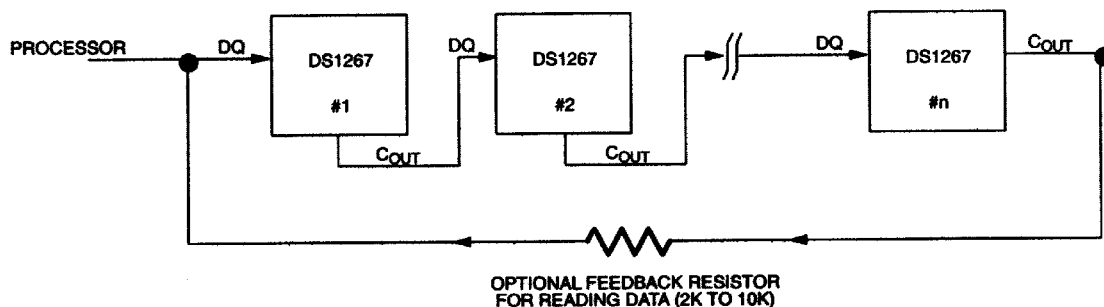 PROCESSOR
DQ
DS1267
#1
COUT
DQ
DS1267
#2
COUT
DQ
DS1267
#n
COUT
OPTIONAL FEEDBACK RESISTOR
FOR READING DATA (2K TO 10K)